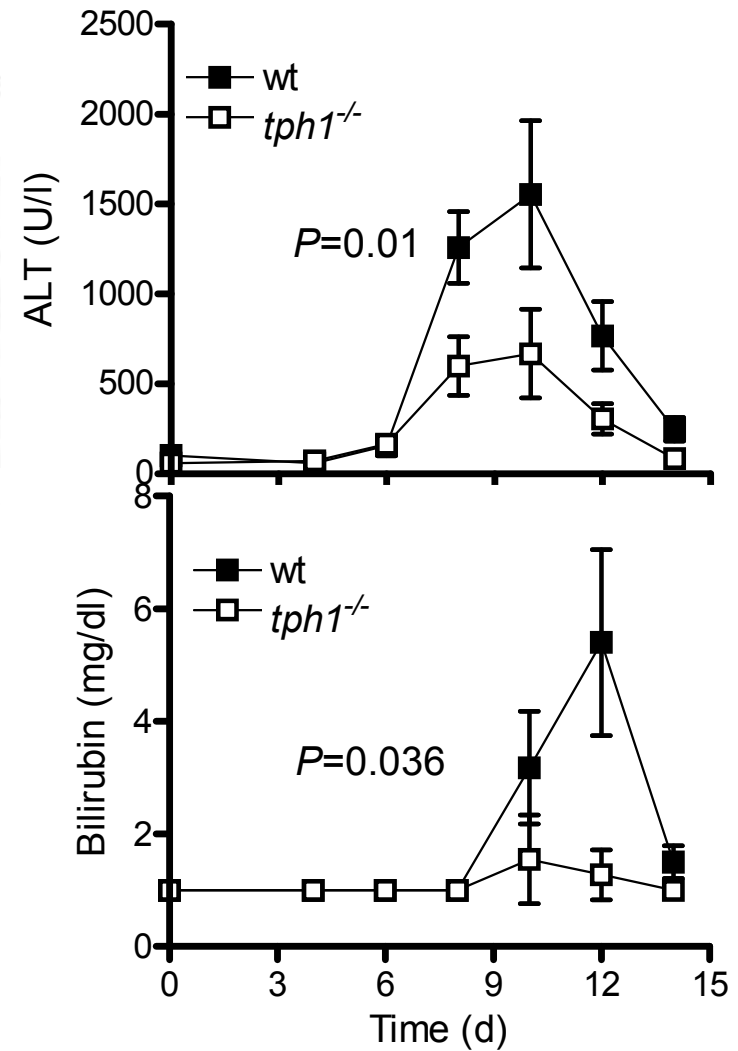 2500
2000
1500
1000
500
0
ALT (U/l)
wt
tph1-/-
P=0.01
8
6
4
2
0
Bilirubin (mg/dl)
wt
tph1-/-
P=0.036
0 3 6 9 12 15
Time (d)